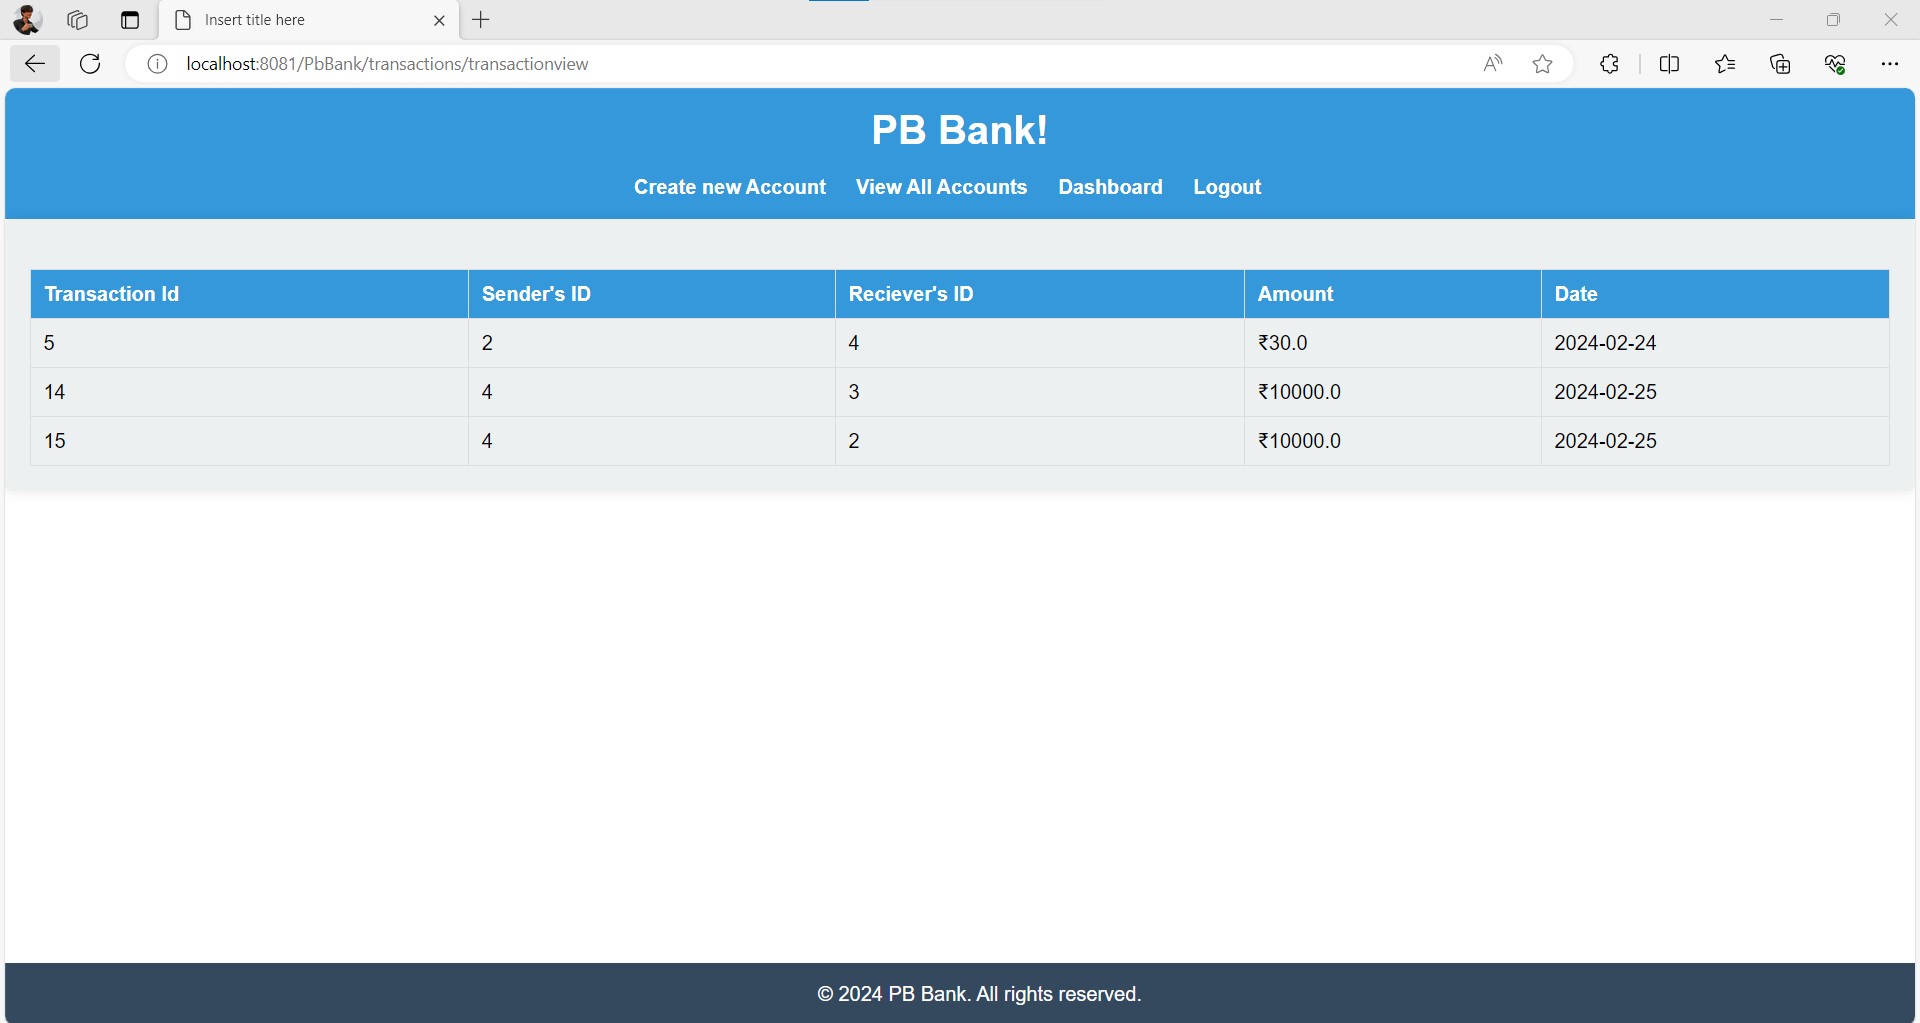 Insert title here
localhost:8081/PbBank/transactions/transactionview
PB Bank!
Create new Account View All Accounts Dashboard Logout
Transaction Id Sender's ID Reciever's ID Amount Date
5 2 4 ₹30.0 2024-02-24
14 4 3 ₹10000.0 2024-02-25
15 4 2 ₹10000.0 2024-02-25
© 2024 PB Bank. All rights reserved.